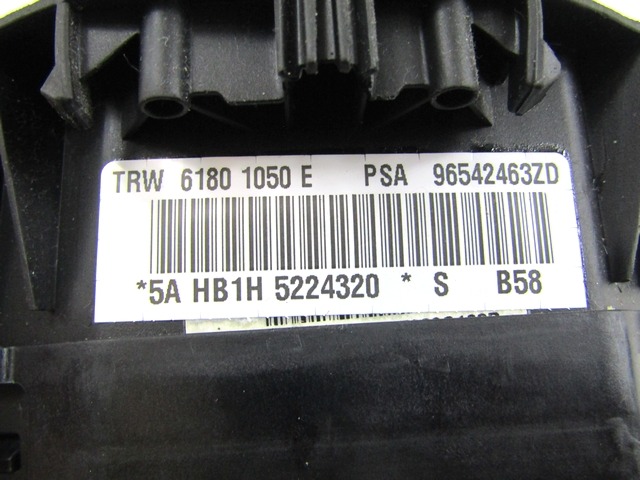 TRW 6180 1050 E PSA 96542463ZD
*5A HB1H 5224320 * S B58